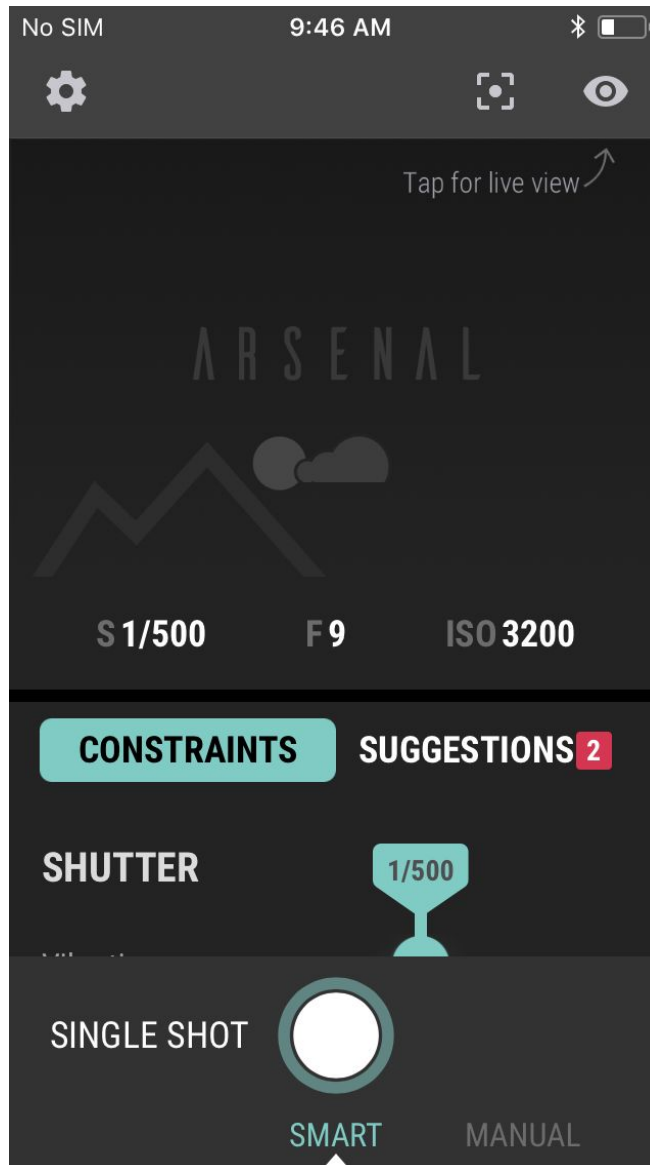 No SIM 9:46 AM
Tap for live view
ARSENAL
S 1/500 F 9 ISO 3200
CONSTRAINTS SUGGESTIONS 2
SHUTTER 1/500
SINGLE SHOT
SMART MANUAL